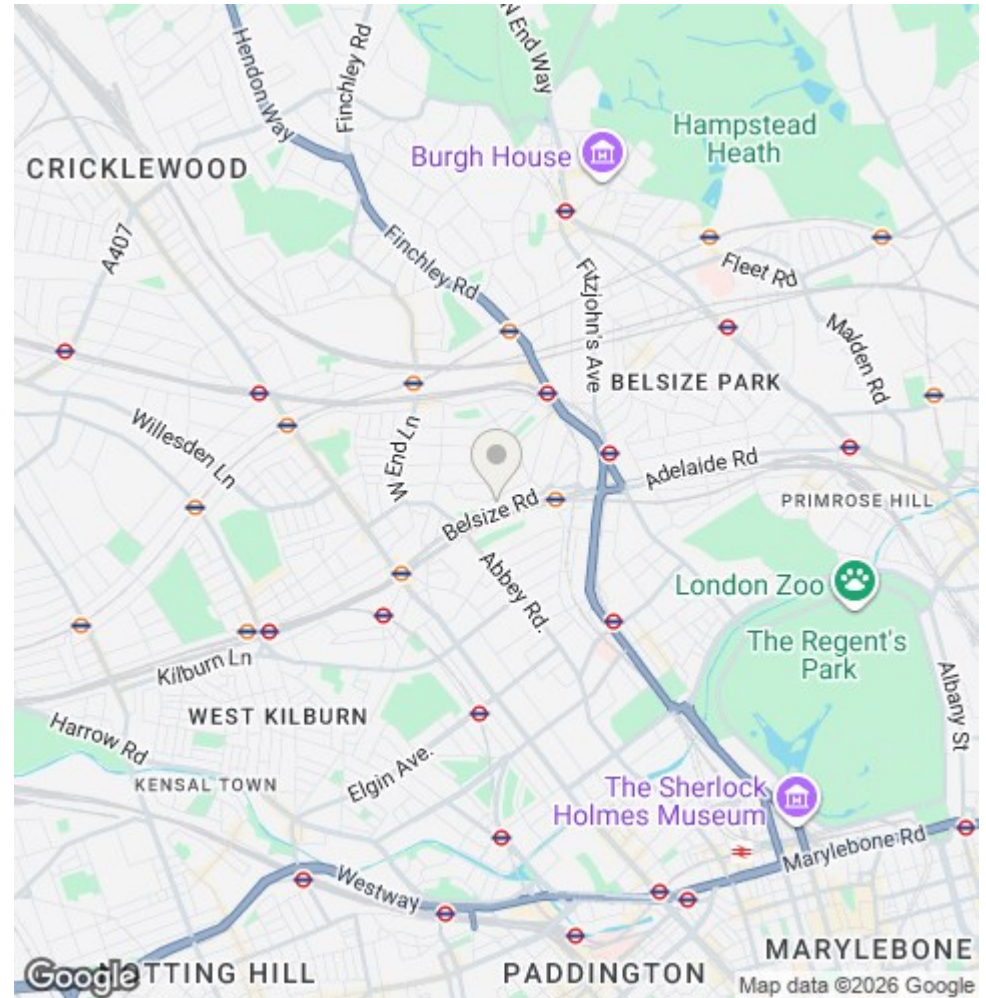 Hendon Way
Finchley Rd
N End Way
Hampstead
Heath
Burgh House
CRICKLEWOOD
A407
Finchley Rd
Fitzjohn's Ave
Fleet Rd
Malden Rd
BELSIZE PARK
Willesden Ln
W End Ln
Adelaide Rd
Belsize Rd
PRIMROSE HILL
Abbey Rd.
London Zoo
The Regent's
Park
Kilburn Ln
Albany St
WEST KILBURN
Harrow Rd
Elgin Ave.
KENSAL TOWN
The Sherlock
Holmes Museum
Marylebone Rd
Westway
MARYLEBONE
NOTTING HILL
PADDINGTON
Google
Map data ©2026 Google